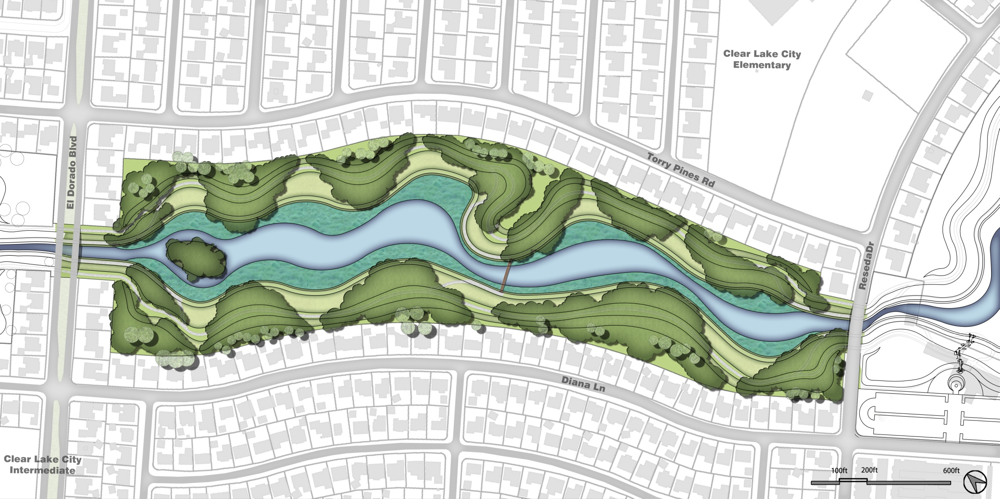 Clear Lake City
Elementary
El Dorado Blvd
Torry Pines Rd
ResedaDr
Diana Ln
Clear Lake City
Intermediate
100ft 200ft 600ft